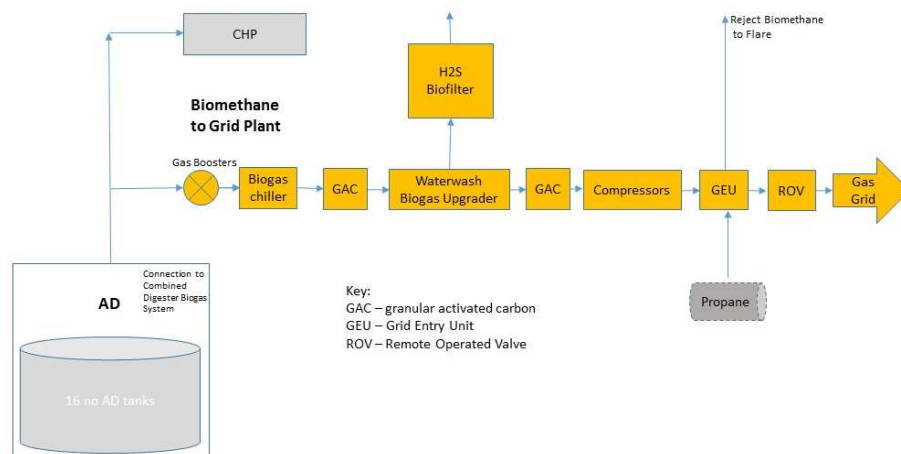 CHP
Reject Biomethane
to Flare
H2S
Biofilter
Biomethane
to Grid Plant
Gas Boosters
Biogas
chiller
GAC
Waterwash
Biogas Upgrader
GAC
Compressors
GEU
ROV
Gas
Grid
AD
Connection to
Combined
Digester Biogas
System
16 no AD tanks
Key:
GAC – granular activated carbon
GEU – Grid Entry Unit
ROV – Remote Operated Valve
Propane